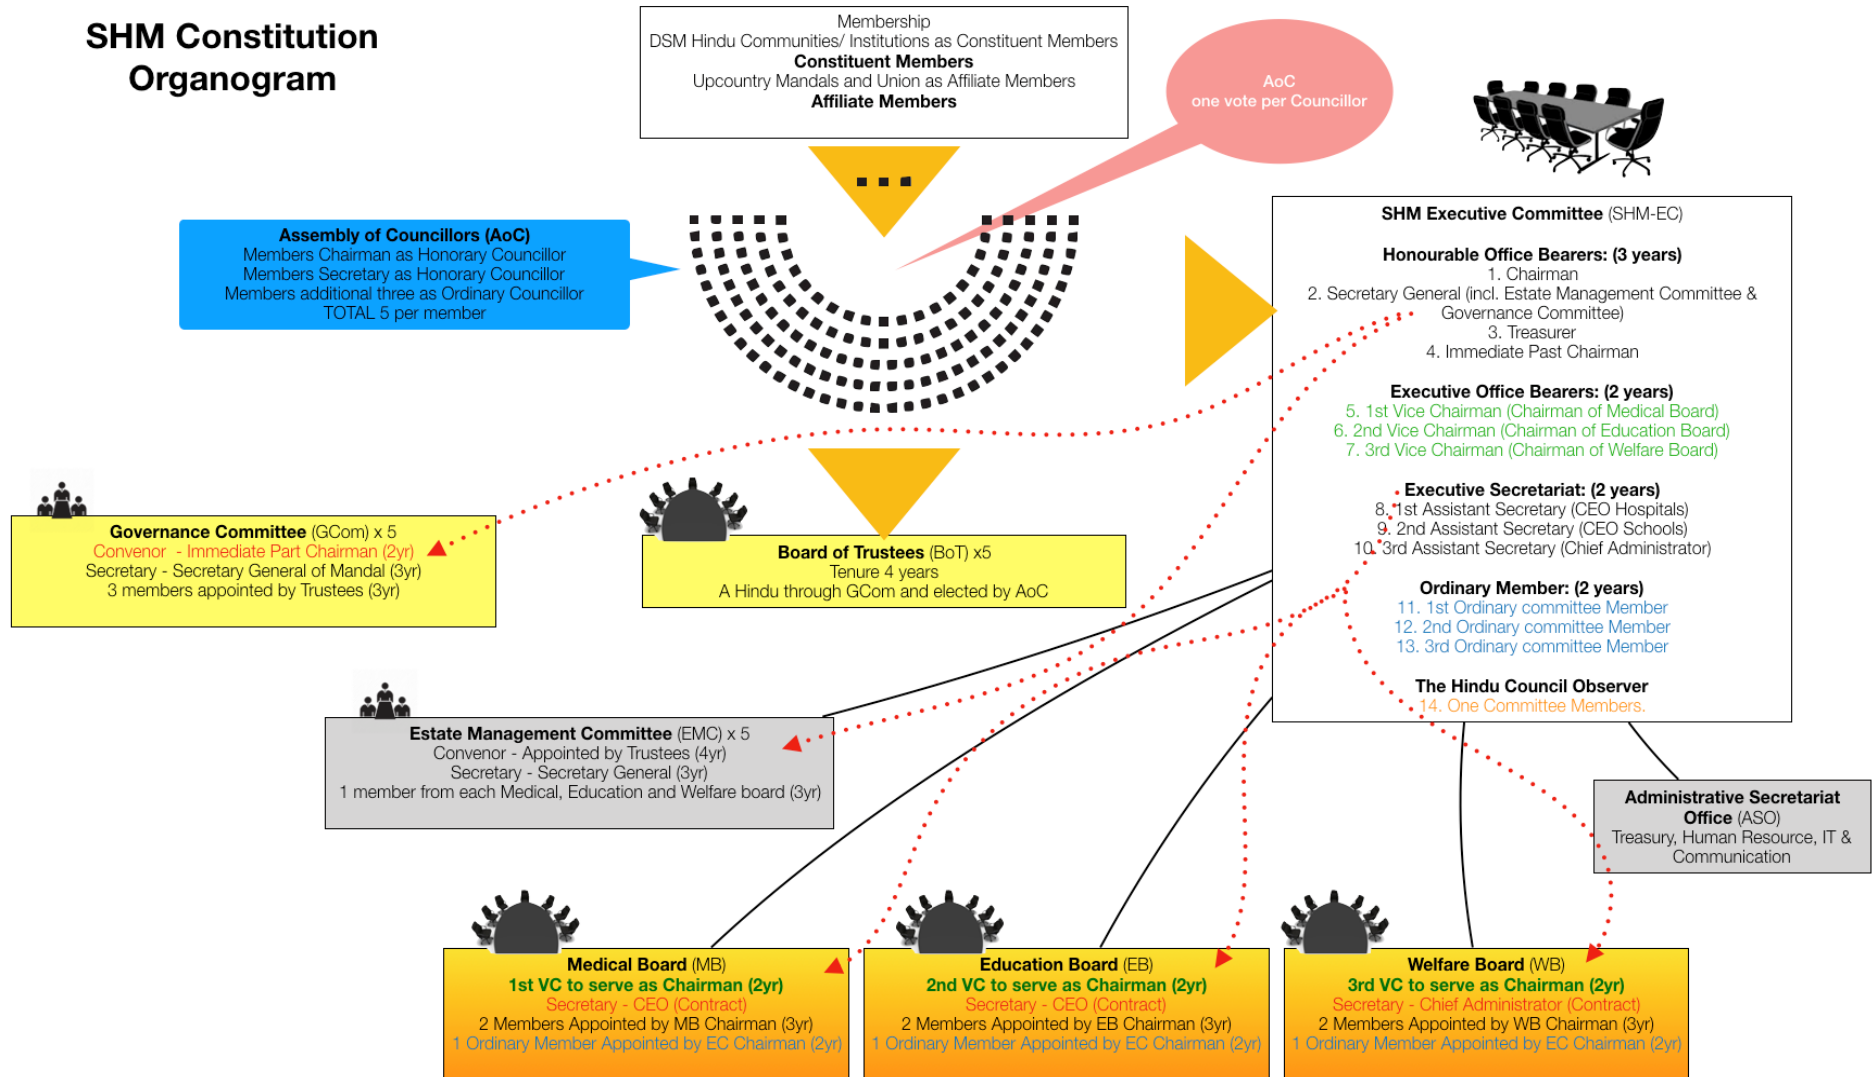 SHM Constitution
Organogram
Membership
DSM Hindu Communities/ Institutions as Constituent Members
Constituent Members
Upcountry Mandals and Union as Affiliate Members
Affiliate Members
AoC
one vote per Councillor
Assembly of Councillors (AoC)
Members Chairman as Honorary Councillor
Members Secretary as Honorary Councillor
Members additional three as Ordinary Councillor
TOTAL 5 per member
SHM Executive Committee (SHM-EC)
Honourable Office Bearers: (3 years)
1. Chairman
2. Secretary General (incl. Estate Management Committee &
Governance Committee)
3. Treasurer
4. Immediate Past Chairman
Executive Office Bearers: (2 years)
5. 1st Vice Chairman (Chairman of Medical Board)
6. 2nd Vice Chairman (Chairman of Education Board)
7. 3rd Vice Chairman (Chairman of Welfare Board)
Executive Secretariat: (2 years)
8. 1st Assistant Secretary (CEO Hospitals)
9. 2nd Assistant Secretary (CEO Schools)
10. 3rd Assistant Secretary (Chief Administrator)
Ordinary Member: (2 years)
11. 1st Ordinary committee Member
12. 2nd Ordinary committee Member
13. 3rd Ordinary committee Member
The Hindu Council Observer
14. One Committee Members.
Governance Committee (GCom) x 5
Convenor - Immediate Part Chairman (2yr)
Secretary - Secretary General of Mandal (3yr)
3 members appointed by Trustees (3yr)
Board of Trustees (BoT) x5
Tenure 4 years
A Hindu through GCom and elected by AoC
Estate Management Committee (EMC) x 5
Convenor - Appointed by Trustees (4yr)
Secretary - Secretary General (3yr)
1 member from each Medical, Education and Welfare board (3yr)
Administrative Secretariat
Office (ASO)
Treasury, Human Resource, IT &
Communication
Medical Board (MB)
1st VC to serve as Chairman (2yr)
Secretary - CEO (Contract)
2 Members Appointed by MB Chairman (3yr)
1 Ordinary Member Appointed by EC Chairman (2yr)
Education Board (EB)
2nd VC to serve as Chairman (2yr)
Secretary - CEO (Contract)
2 Members Appointed by EB Chairman (3yr)
1 Ordinary Member Appointed by EC Chairman (2yr)
Welfare Board (WB)
3rd VC to serve as Chairman (2yr)
Secretary - Chief Administrator (Contract)
2 Members Appointed by WB Chairman (3yr)
1 Ordinary Member Appointed by EC Chairman (2yr)